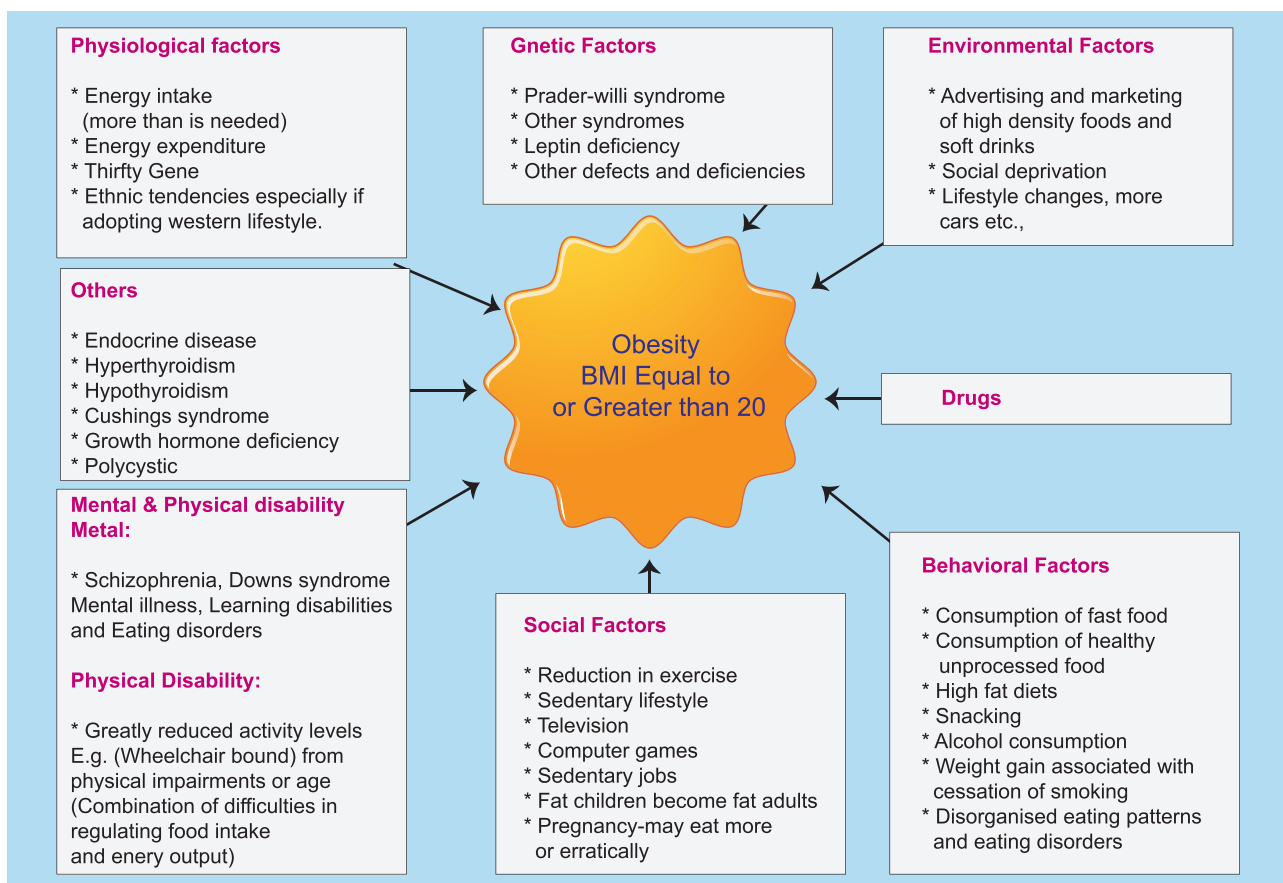 Physiological factors
* Energy intake
(more than is needed)
* Energy expenditure
* Thirfty Gene
* Ethnic tendencies especially if
adopting western lifestyle.
Gnetic Factors
* Prader-willi syndrome
* Other syndromes
* Leptin deficiency
* Other defects and deficiencies
Environmental Factors
* Advertising and marketing
of high density foods and
soft drinks
* Social deprivation
* Lifestyle changes, more
cars etc.,
Others
* Endocrine disease
* Hyperthyroidism
* Hypothyroidism
* Cushings syndrome
* Growth hormone deficiency
* Polycystic
Obesity
BMI Equal to
or Greater than 20
Drugs
Mental & Physical disability
Metal:
* Schizophrenia, Downs syndrome
Mental illness, Learning disabilities
and Eating disorders
Physical Disability:
* Greatly reduced activity levels
E.g. (Wheelchair bound) from
physical impairments or age
(Combination of difficulties in
regulating food intake
and enery output)
Social Factors
* Reduction in exercise
* Sedentary lifestyle
* Television
* Computer games
* Sedentary jobs
* Fat children become fat adults
* Pregnancy-may eat more
or erratically
Behavioral Factors
* Consumption of fast food
* Consumption of healthy
unprocessed food
* High fat diets
* Snacking
* Alcohol consumption
* Weight gain associated with
cessation of smoking
* Disorganised eating patterns
and eating disorders